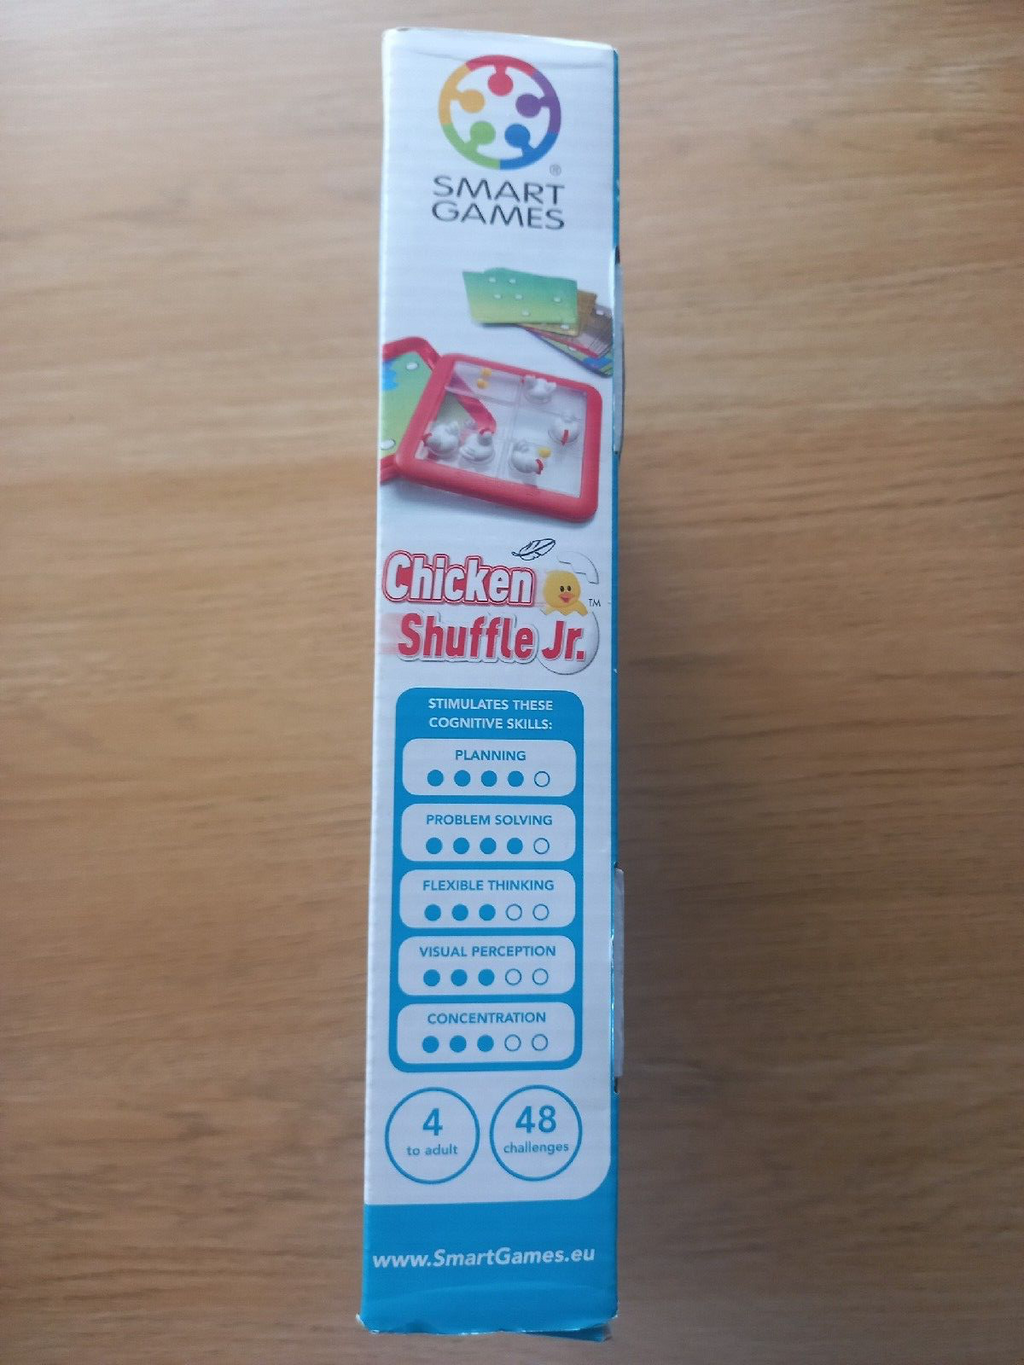 ®
SMART
GAMES
Chicken
TM
Shuffle Jr.
STIMULATES THESE
COGNITIVE SKILLS:
PLANNING
PROBLEM SOLVING
FLEXIBLE THINKING
VISUAL PERCEPTION
CONCENTRATION
4
to adult
48
challenges
www.SmartGames.eu